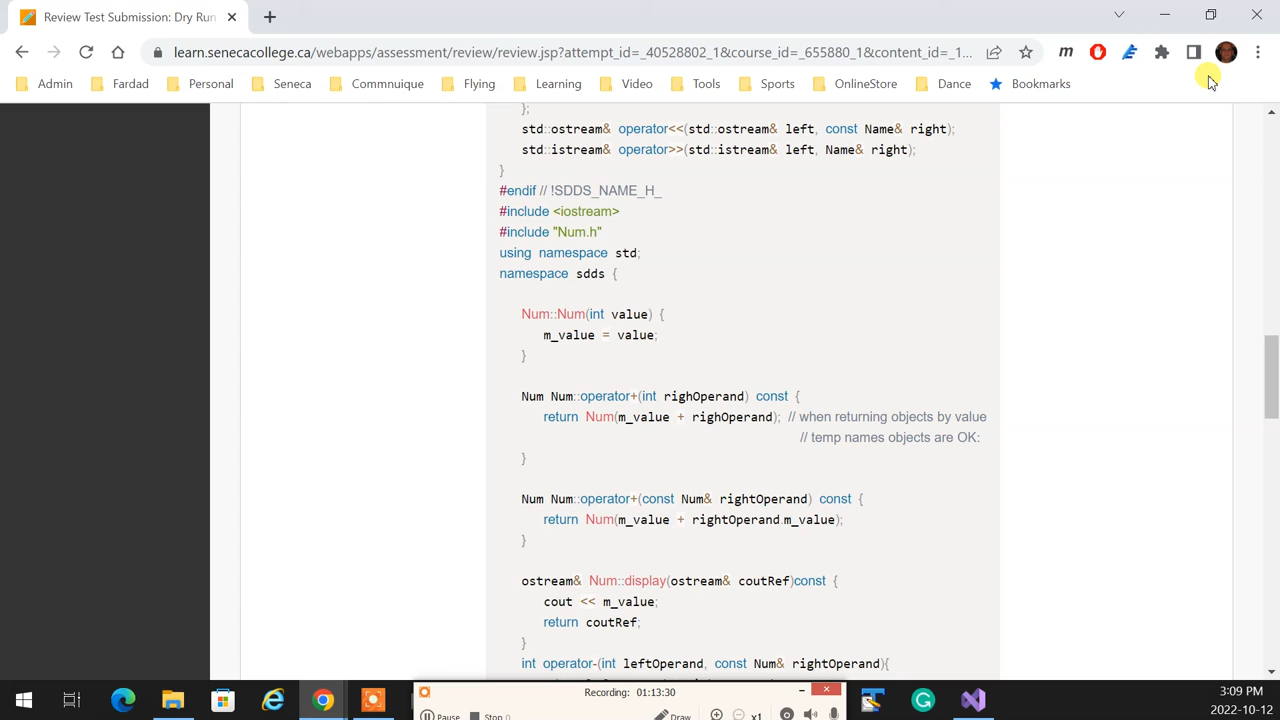 Review Test Submission: Dry Run
learn.senecacollege.ca/webapps/assessment/review/review.jsp?attempt_id=_40528802_1&course_id=_655880_1&content_id=_1...
Admin Fardad Personal Seneca Commnuique Flying Learning Video Tools Sports OnlineStore Dance Bookmarks
};
std::ostream& operator<<(std::ostream& left, const Name& right);
std::istream& operator>>(std::istream& left, Name& right);
}
#endif // !SDDS_NAME_H_
#include <iostream>
#include "Num.h"
using namespace std;
namespace sdds {
Num::Num(int value) {
m_value = value;
}
Num Num::operator+(int righOperand) const {
return Num(m_value + righOperand); // when returning objects by value
// temp names objects are OK:
}
Num Num::operator+(const Num& rightOperand) const {
return Num(m_value + rightOperand.m_value);
}
ostream& Num::display(ostream& coutRef)const {
cout << m_value;
return coutRef;
}
int operator-(int leftOperand, const Num& rightOperand){
Recording: 01:13:30
Pause Stop 0 Draw x1
3:09 PM
2022-10-12